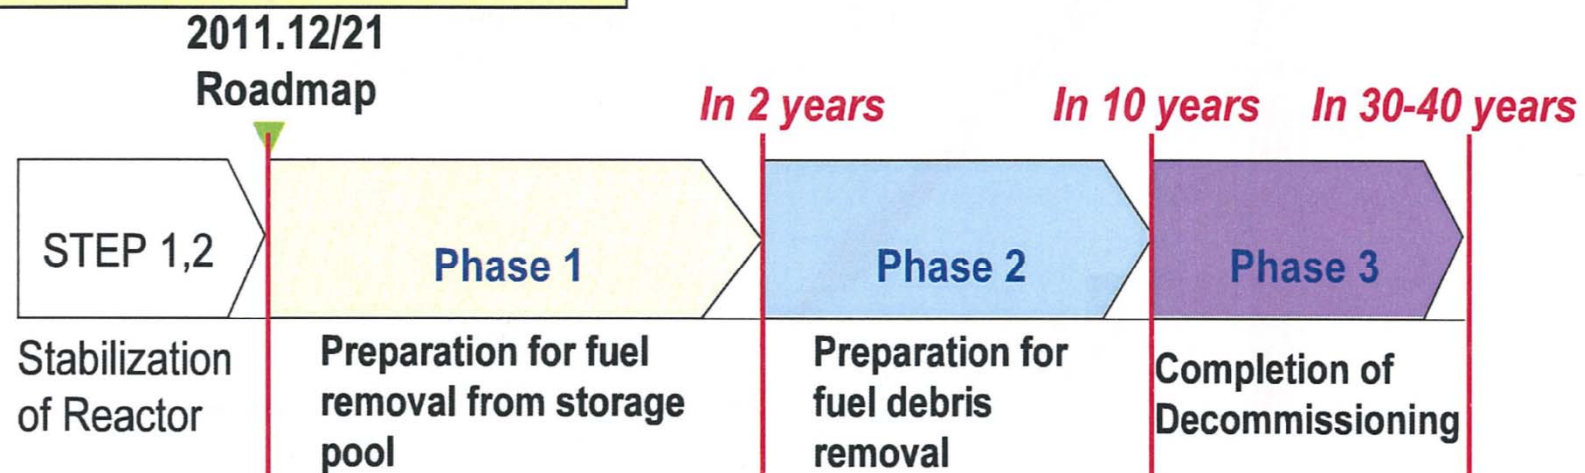 2011.12/21
Roadmap
In 2 years
In 10 years
In 30-40 years
STEP 1,2
Phase 1
Phase 2
Phase 3
Stabilization
of Reactor
Preparation for fuel
removal from storage
pool
Preparation for
fuel debris
removal
Completion of
Decommissioning